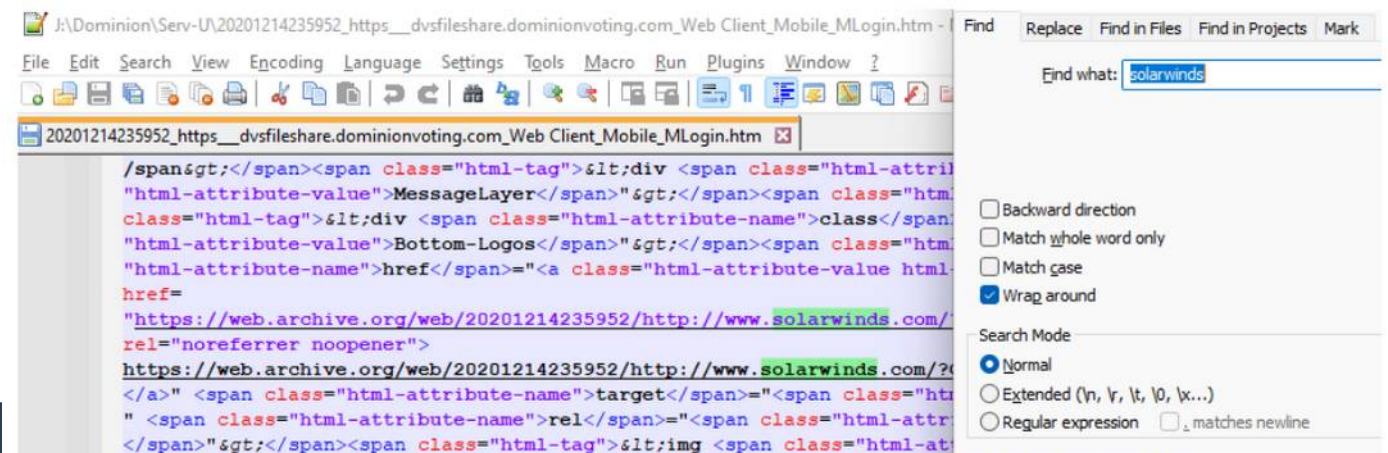 J:\Dominion\Serv-U\20201214235952_https__dvsfileshare.dominionvoting.com_Web Client_Mobile_MLogin.htm -
File Edit Search View Encoding Language Settings Tools Macro Run Plugins Window ?
20201214235952_https__dvsfileshare.dominionvoting.com_Web Client_Mobile_MLogin.htm
/span&gt;</span><span class="html-tag">&lt;div <span class="html-attri
"html-attribute-value">MessageLayer</span>"&gt;</span><span class="htm
class="html-tag">&lt;div <span class="html-attribute-name">class</span
"html-attribute-value">Bottom-Logos</span>"&gt;</span><span class="htm
"html-attribute-name">href</span>="<a class="html-attribute-value html-
href=
"https://web.archive.org/web/20201214235952/http://www.solarwinds.com/
rel="noreferrer noopener">
https://web.archive.org/web/20201214235952/http://www.solarwinds.com/?
</a>" <span class="html-attribute-name">target</span>="<span class="ht
" <span class="html-attribute-name">rel</span>="<span class="html-attr
</span>"&gt;</span><span class="html-tag">&lt;img <span class="html-at
Find Replace Find in Files Find in Projects Mark
Find what: solarwinds
Backward direction
Match whole word only
Match case
Wrap around
Search Mode
Normal
Extended (\n, \r, \t, \0, \x...)
Regular expression . matches newline